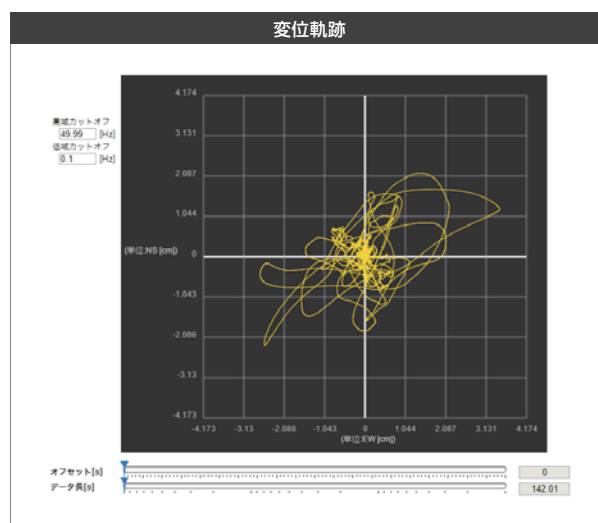 変位軌跡
高域カットオフ
49.99 [Hz]
低域カットオフ
0.1 [Hz]
4.174
3.131
2.087
1.044
(単位:NS [cm])
0
-1.043
-2.086
-3.13
-4.173
-4.173 -3.13 -2.086 -1.043 0 1.044 2.087 3.131 4.174
(単位:EW [cm])
オフセット[s] 0
データ長[s] 142.01